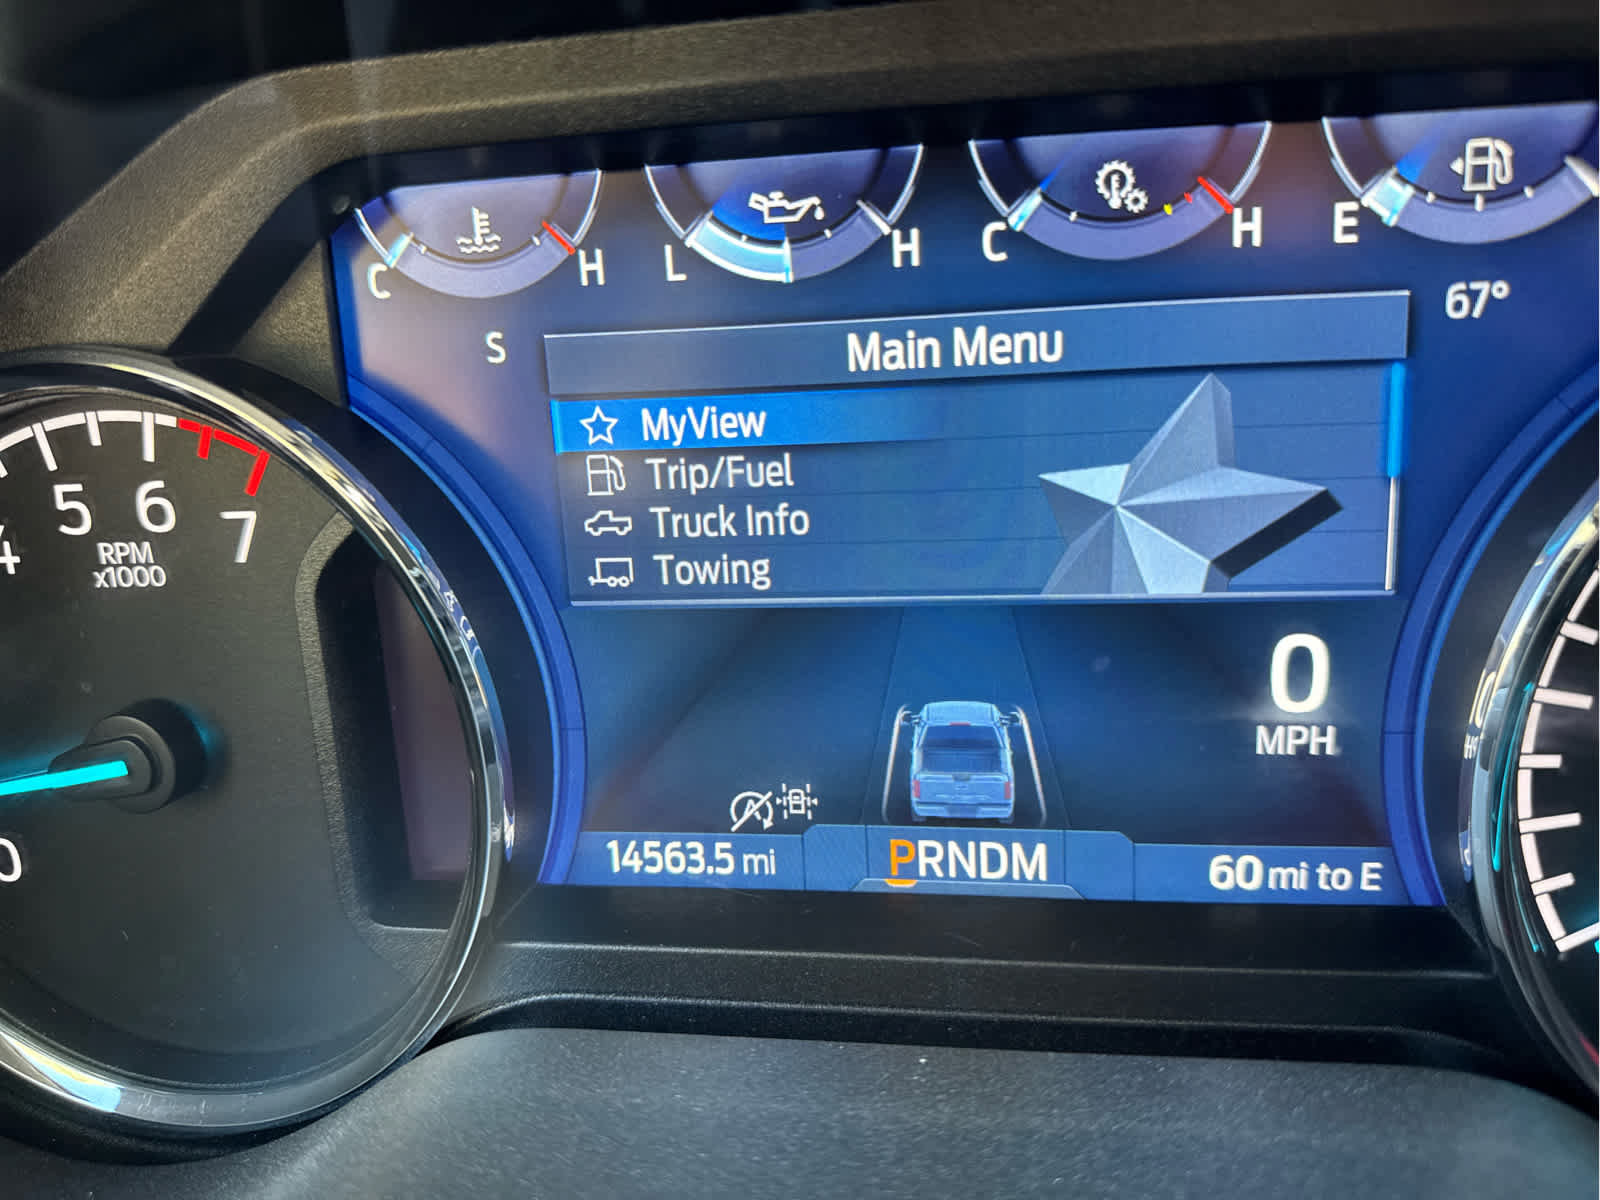 C H
L H
C H
E
67°
S
Main Menu
MyView
Trip/Fuel
Truck Info
Towing
4 5 6 7
RPM
x1000
0
0
MPH
14563.5 mi
PRNDM
60 mi to E